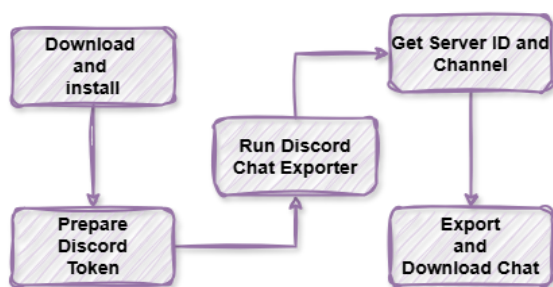 Download
and
install
Prepare
Discord
Token
Run Discord
Chat Exporter
Get Server ID and
Channel
Export
and
Download Chat